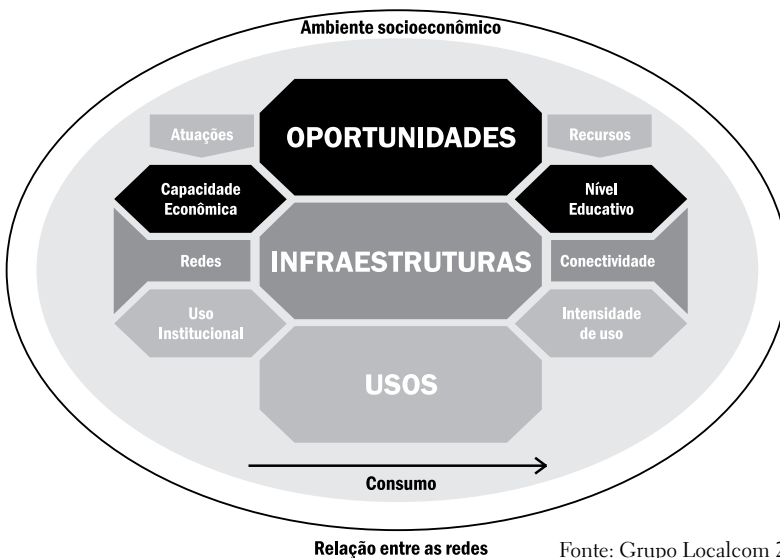 Ambiente socioeconômico
Atuações
OPORTUNIDADES
Recursos
Capacidade
Econômica
Nível
Educativo
Redes
INFRAESTRUTURAS
Conectividade
Uso
Institucional
Intensidade
de uso
USOS
Consumo
Relação entre as redes
Fonte: Grupo Localcom 2